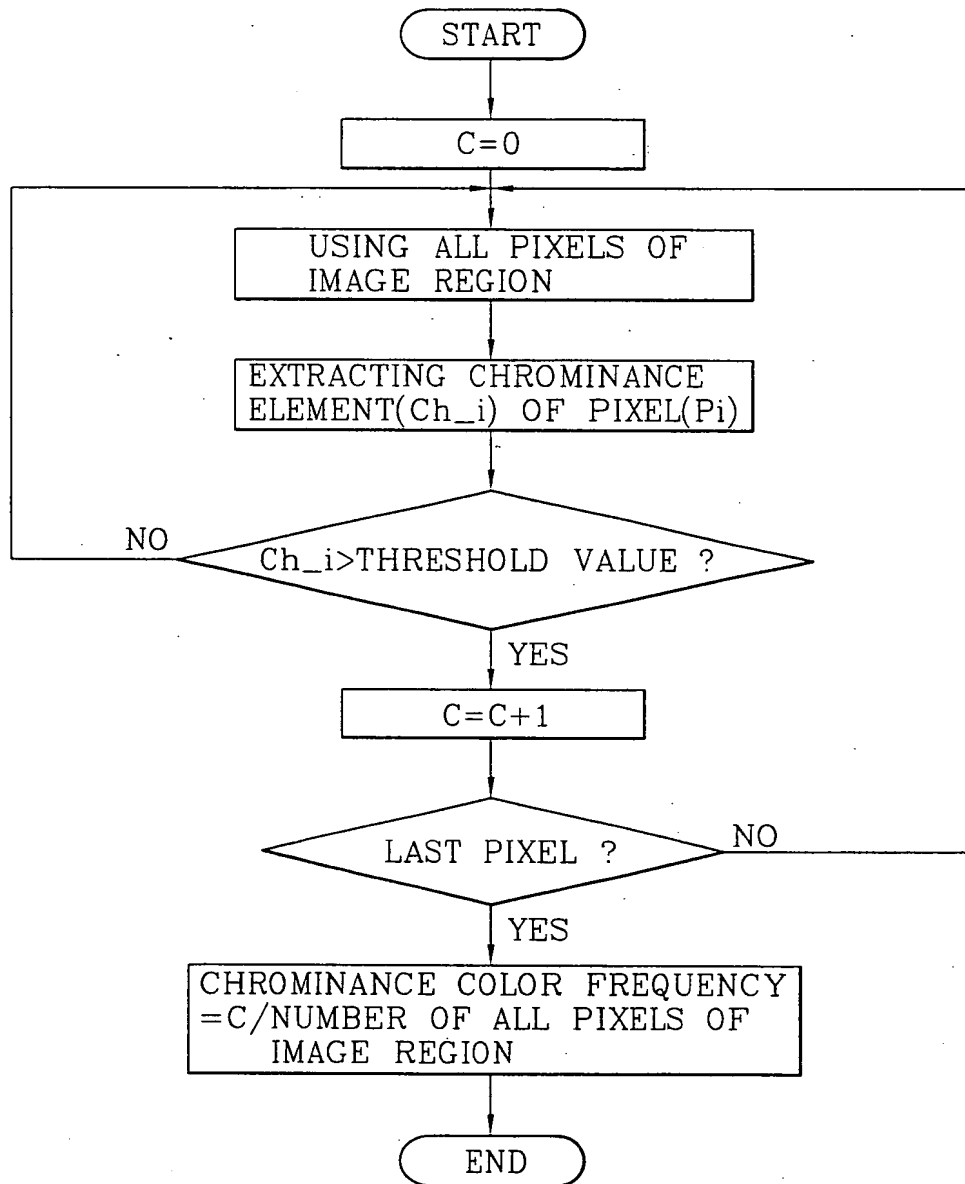 START
C=0
USING ALL PIXELS OF
IMAGE REGION
EXTRACTING CHROMINANCE
ELEMENT(Ch_i) OF PIXEL(Pi)
NO
Ch_i>THRESHOLD VALUE ?
YES
C=C+1
LAST PIXEL ?
NO
YES
CHROMINANCE COLOR FREQUENCY
=C/NUMBER OF ALL PIXELS OF
IMAGE REGION
END